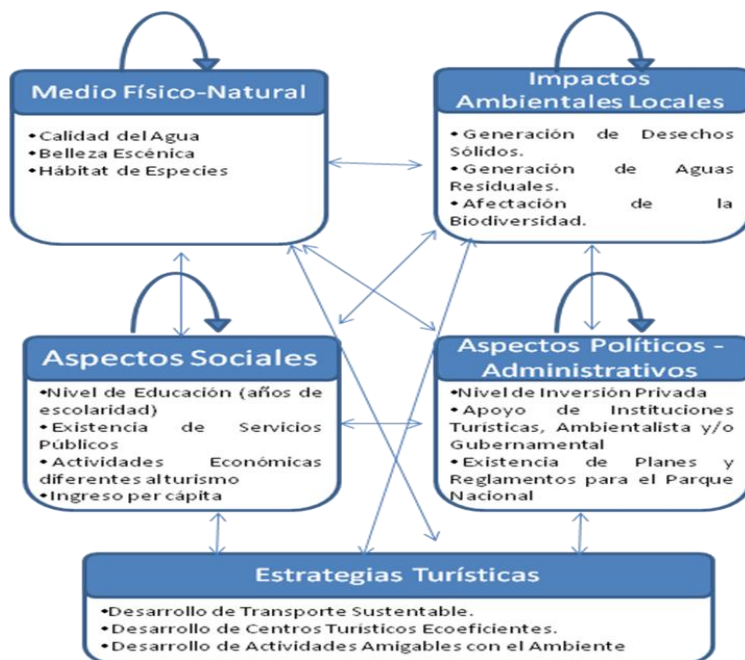 Medio Físico-Natural
•Calidad del Agua
•Belleza Escénica
•Hábitat de Especies
Impactos
Ambientales Locales
•Generación de Desechos
Sólidos.
•Generación de Aguas
Residuales.
•Afectación de la
Biodiversidad.
Aspectos Sociales
•Nivel de Educación (años de
escolaridad)
•Existencia de Servicios
Públicos
•Actividades Económicas
diferentes al turismo
•Ingreso per cápita
Aspectos Políticos -
Administrativos
•Nivel de Inversión Privada
•Apoyo de Instituciones
Turísticas, Ambientalista y/o
Gubernamental
•Existencia de Planes y
Reglamentos para el Parque
Nacional
Estrategias Turísticas
•Desarrollo de Transporte Sustentable.
•Desarrollo de Centros Turísticos Ecoeficientes.
•Desarrollo de Actividades Amigables con el Ambiente